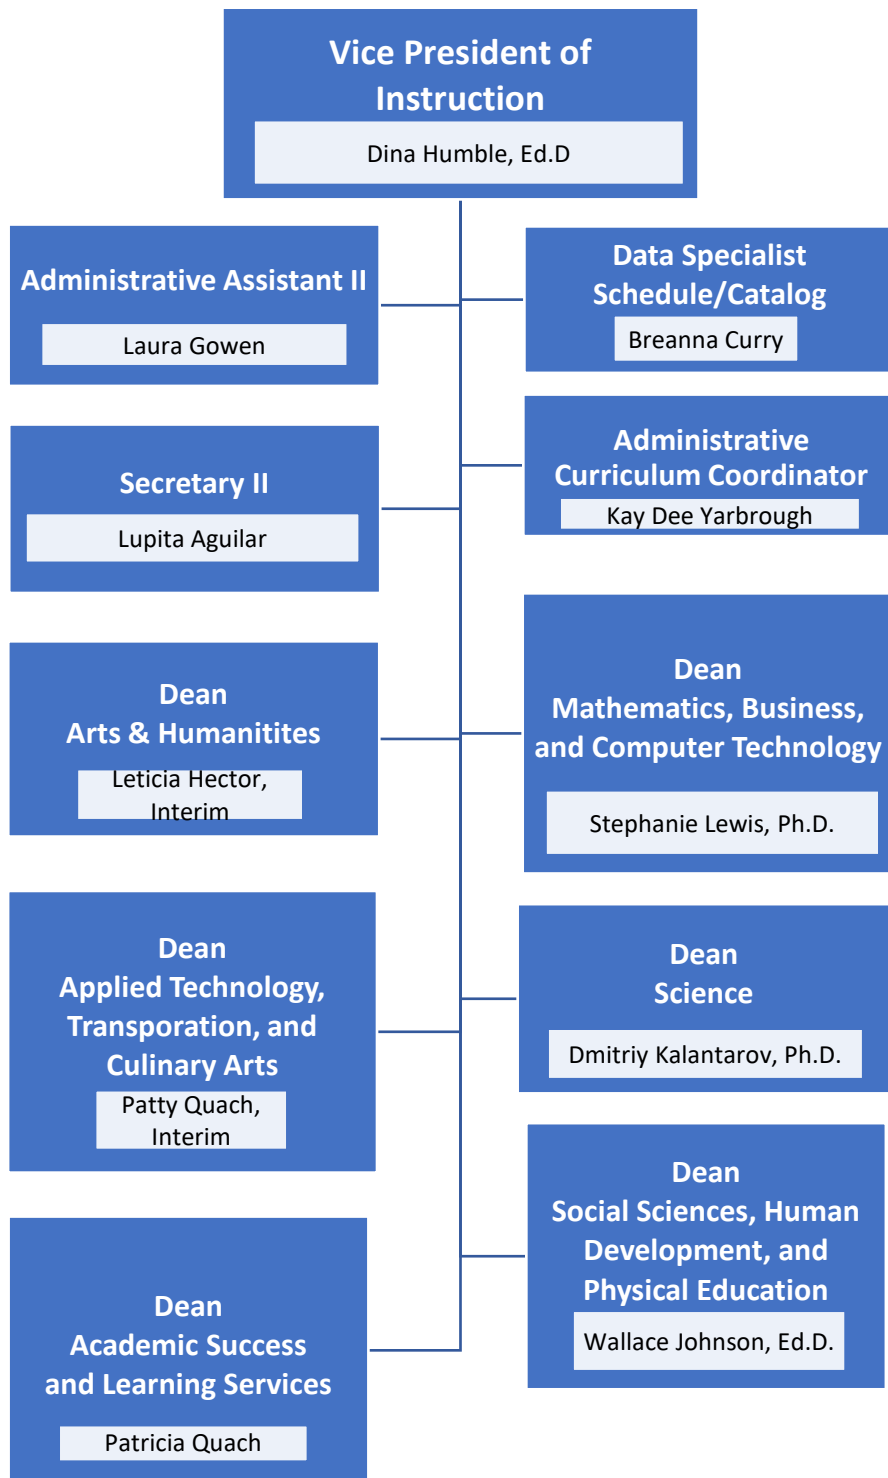 Vice President of
Instruction
Dina Humble, Ed.D
Administrative Assistant II
Laura Gowen
Data Specialist
Schedule/Catalog
Breanna Curry
Secretary II
Lupita Aguilar
Administrative
Curriculum Coordinator
Kay Dee Yarbrough
Dean
Arts & Humanitites
Leticia Hector,
Interim
Dean
Mathematics, Business,
and Computer Technology
Stephanie Lewis, Ph.D.
Dean
Applied Technology,
Transporation, and
Culinary Arts
Patty Quach,
Interim
Dean
Science
Dmitriy Kalantarov, Ph.D.
Dean
Social Sciences, Human
Development, and
Physical Education
Wallace Johnson, Ed.D.
Dean
Academic Success
and Learning Services
Patricia Quach